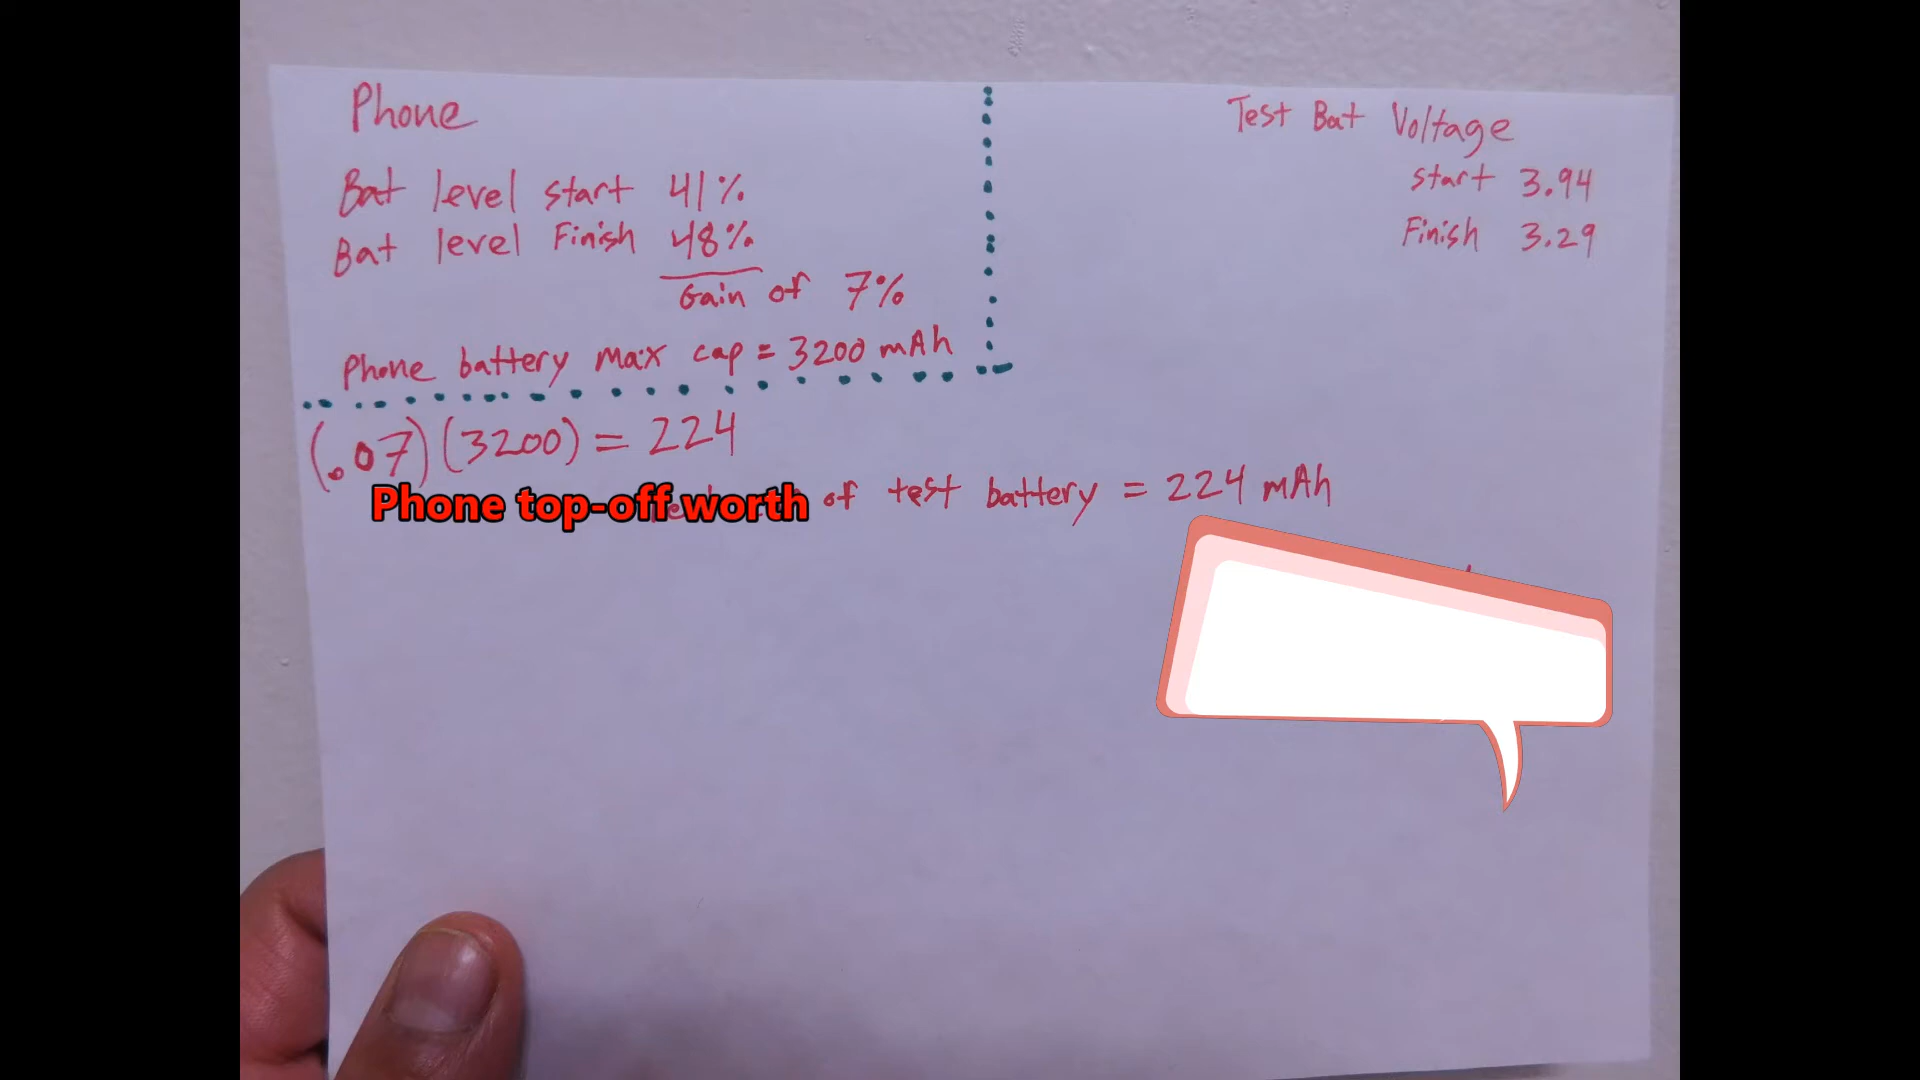 Phone
Bat level start 41%
Bat level Finish 48%
Gain of 7%
Phone battery max cap = 3200 mAh
Test Bat Voltage
start 3.94
Finish 3.29
(.07)(3200) = 224
Phone top-off worth of test battery = 224 mAh